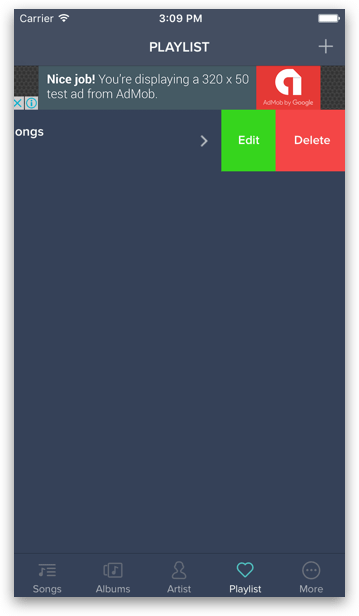 Carrier 3:09 PM
PLAYLIST
Nice job! You're displaying a 320 x 50
test ad from AdMob.
AdMob by Google
ongs
Edit Delete
Songs Albums Artist Playlist More